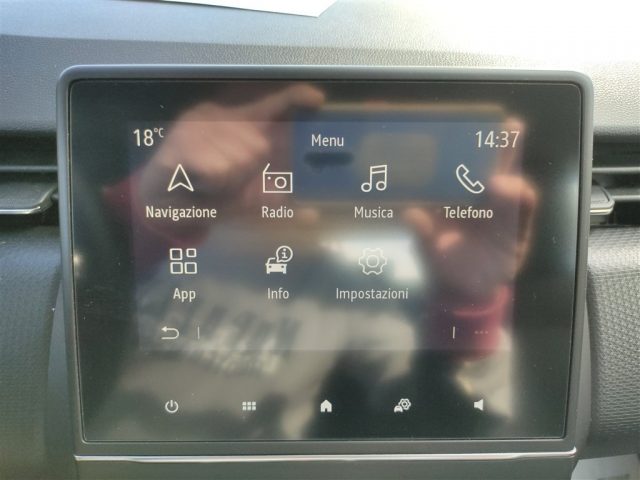 18°C Menu 14:37
Navigazione Radio Musica Telefono
App Info Impostazioni